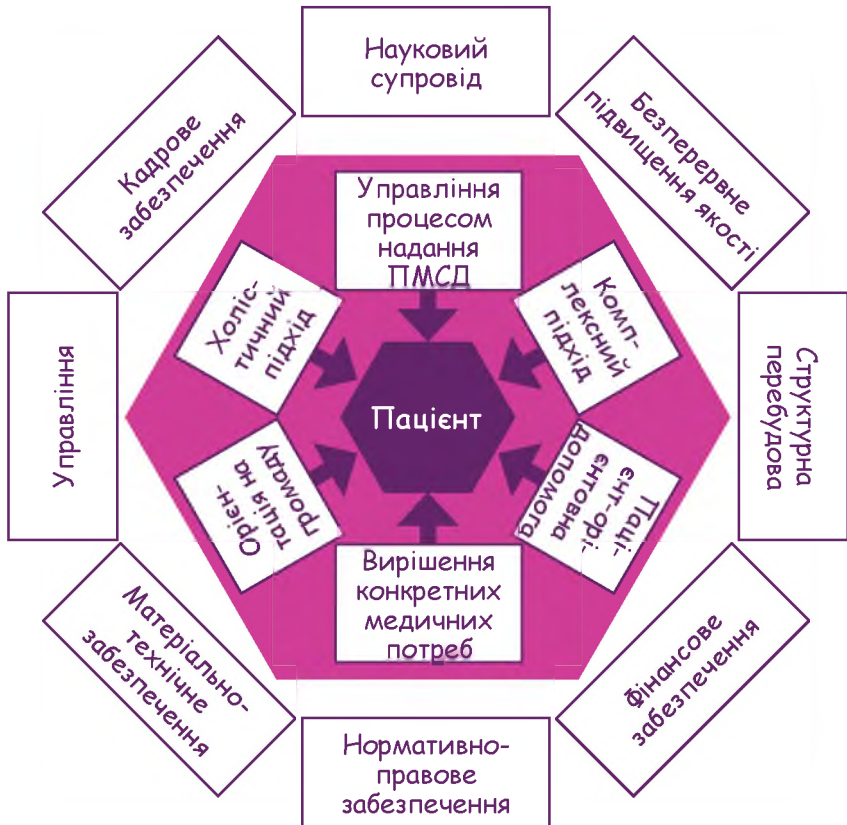 Науковий
супровід
Безперервне
підвищення якості
Структурна
перебудова
Фінансове
забезпечення
Нормативно-
правове
забезпечення
Матеріально-
технічне
забезпечення
Управління
Кадрове
забезпечення
Управління
процесом
надання
ПМСД
Комп-
лексний
підхід
Паці-
єнт-орі-
єнтовна
допомога
Вирішення
конкретних
медичних
потреб
Орієн-
тація на
громаду
Холіс-
тичний
підхід
Пацієнт